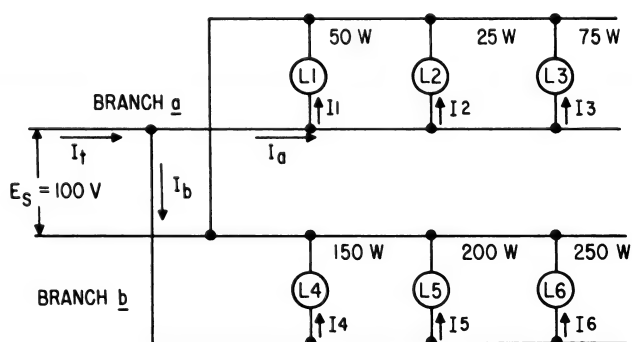 50 W 25 W 75 W
L1 L2 L3
BRANCH a I1 I2 I3
It Ia
Ib
ES = 100 V
150 W 200 W 250 W
BRANCH b L4 L5 L6
I4 I5 I6